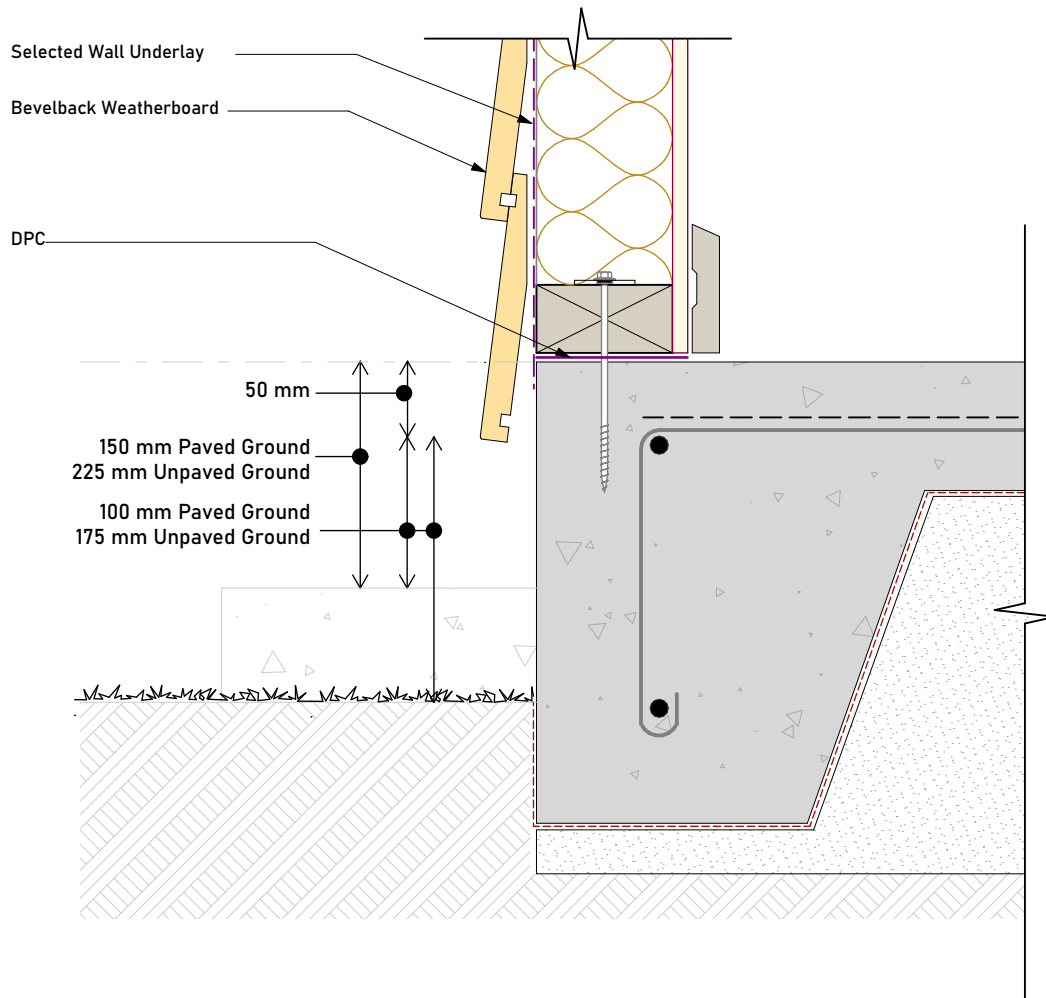 Selected Wall Underlay
Bevelback Weatherboard
DPC
50 mm
150 mm Paved Ground
225 mm Unpaved Ground
100 mm Paved Ground
175 mm Unpaved Ground